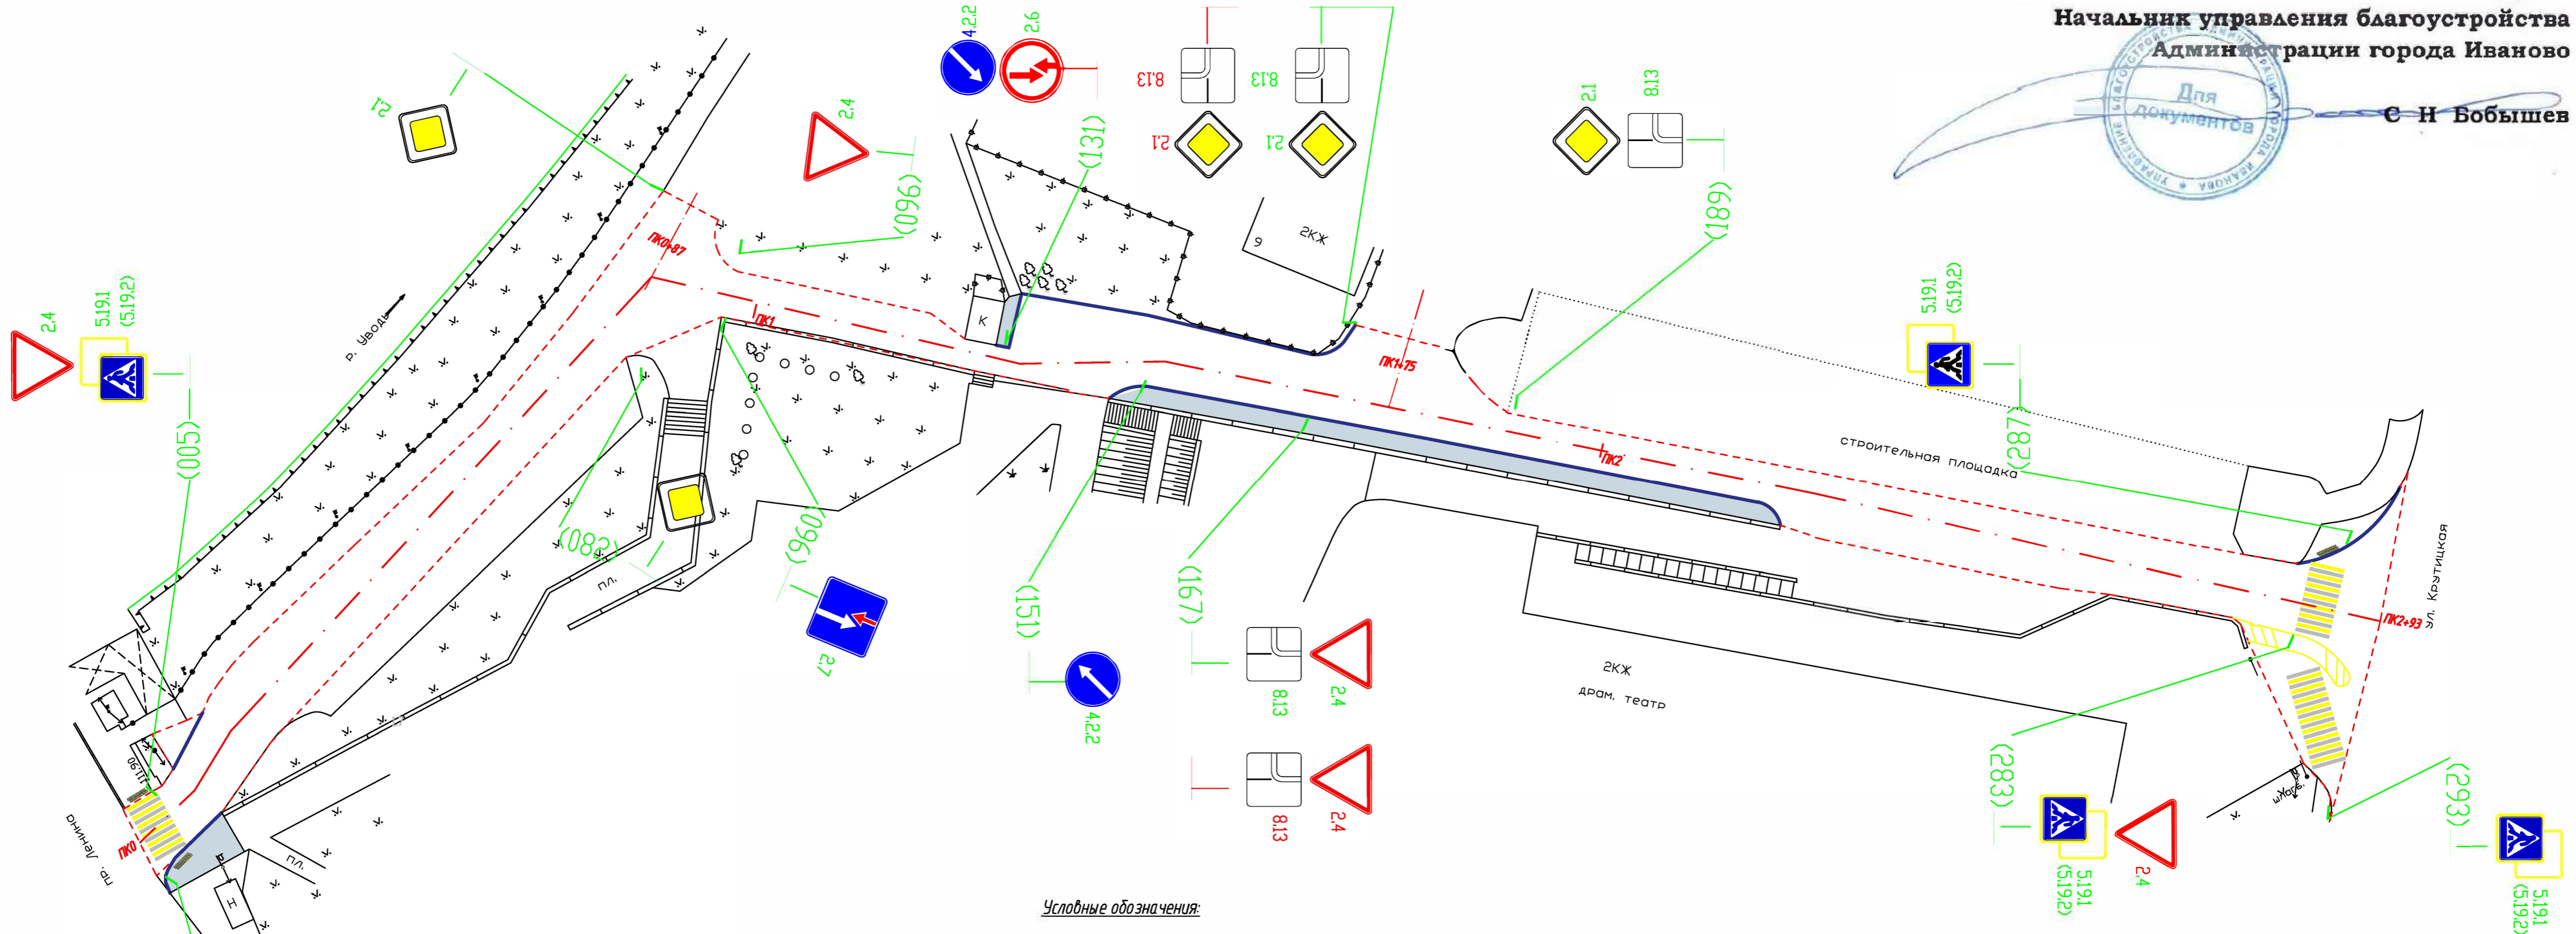 Начальник управления благоустройства
Администрации города Иваново
С Н Бобышев
Для
документов
4.2.2
2.6
8.13
8.13
2.1
2.1
2.1
8.13
2.1
2.4
(131)
(096)
(189)
ПК0+87
9
2КЖ
р. Уводь
5.19.1
(5.19.2)
2.4
5.19.1
(5.19.2)
ПК1
К
ПК1+75
(005)
(287)
строительная площадка
ПК2
(082)
(096)
пл.
(151)
(167)
ул. Крутицкая
ПК2+93
2.7
4.2.2
8.13
2.4
2КЖ
драм. театр
8.13
2.4
111.90
пр. Ленина
ПК0
пл.
Н
(283)
(293)
5.19.1
(5.19.2)
2.4
5.19.1
(5.19.2)
Условные обозначения: